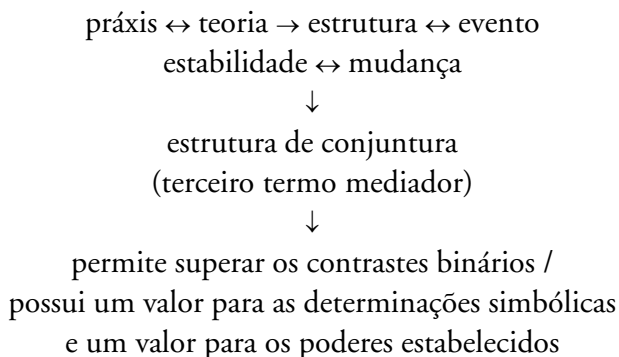 práxis ↔ teoria → estrutura ↔ evento
estabilidade ↔ mudança
↓
estrutura de conjuntura
(terceiro termo mediador)
↓
permite superar os contrastes binários /
possui um valor para as determinações simbólicas
e um valor para os poderes estabelecidos